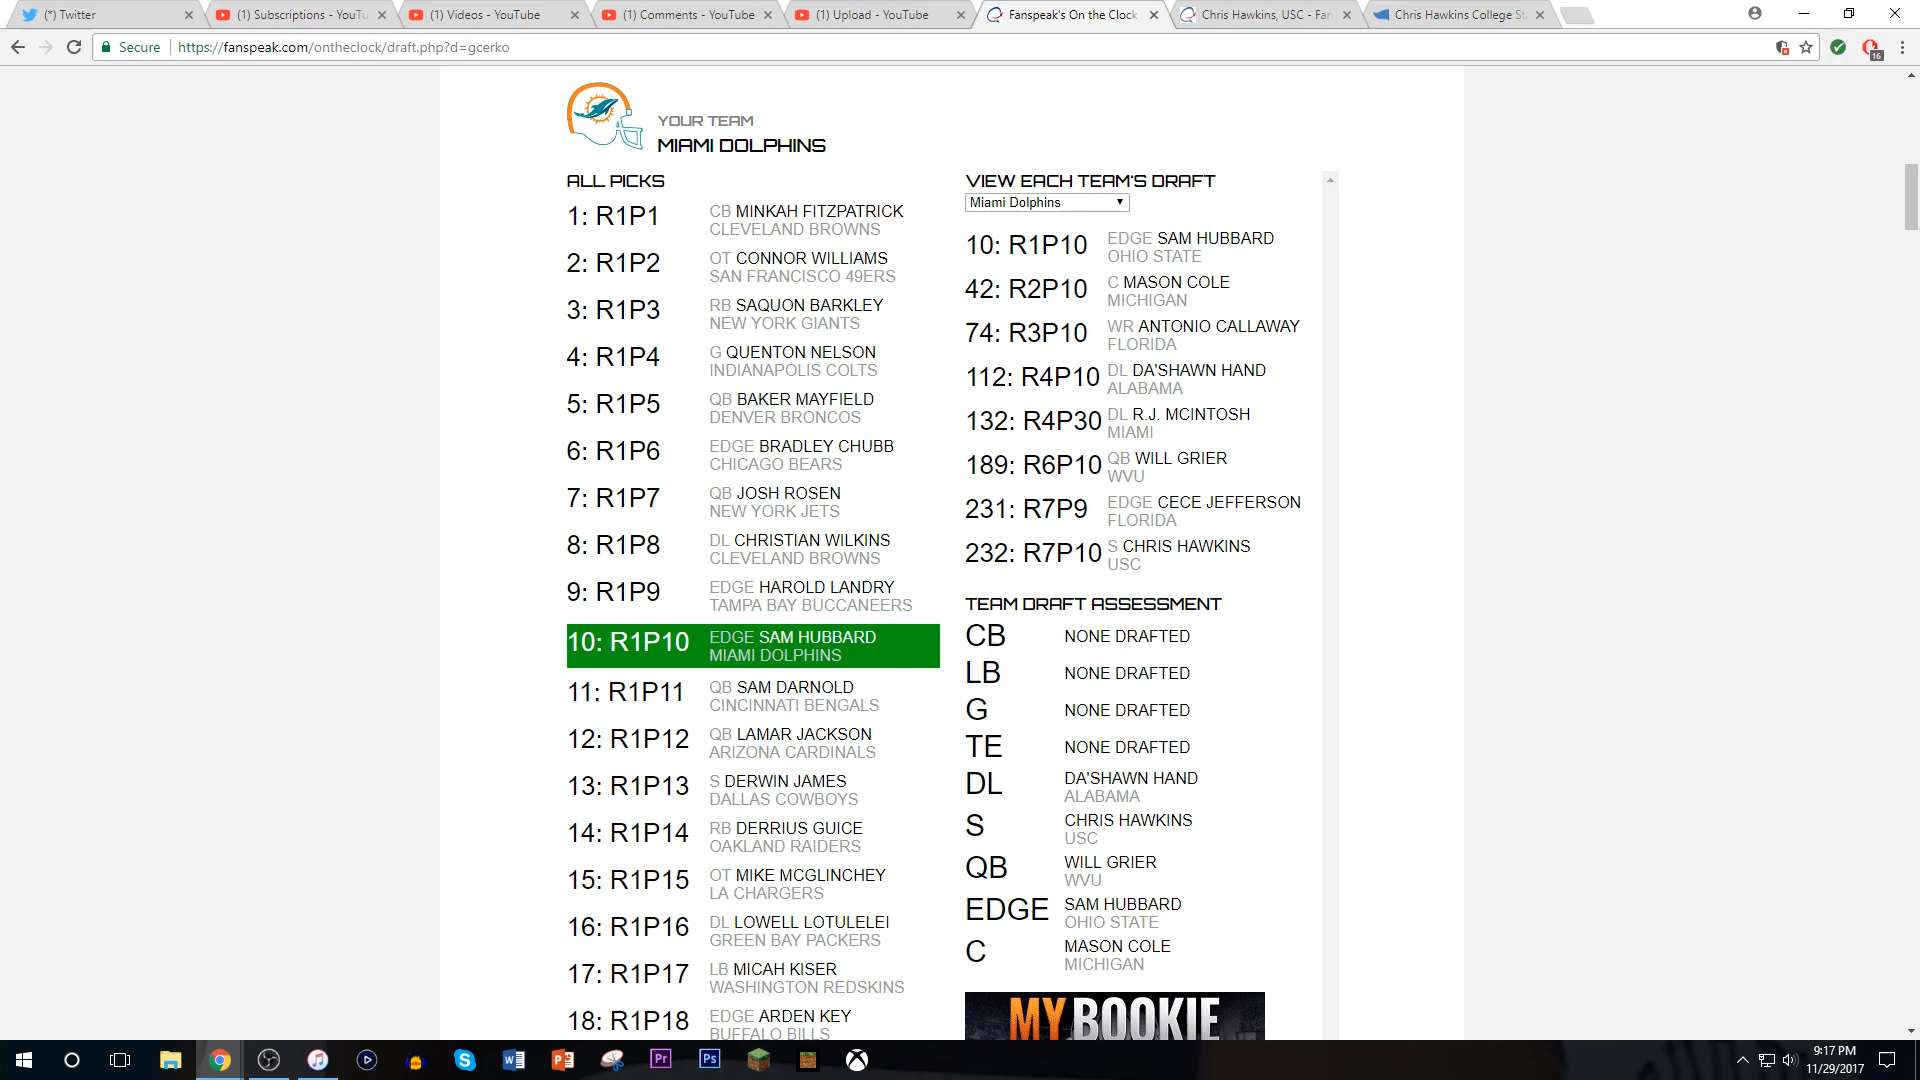 (*) Twitter
(1) Subscriptions - YouTu
(1) Videos - YouTube
(1) Comments - YouTube
(1) Upload - YouTube
Fanspeak's On the Clock
Chris Hawkins, USC - Fan
Chris Hawkins College St
Secure
https://fanspeak.com/ontheclock/draft.php?d=gcerko
16
YOUR TEAM
MIAMI DOLPHINS
ALL PICKS
1: R1P1
CB MINKAH FITZPATRICK
CLEVELAND BROWNS
2: R1P2
OT CONNOR WILLIAMS
SAN FRANCISCO 49ERS
3: R1P3
RB SAQUON BARKLEY
NEW YORK GIANTS
4: R1P4
G QUENTON NELSON
INDIANAPOLIS COLTS
5: R1P5
QB BAKER MAYFIELD
DENVER BRONCOS
6: R1P6
EDGE BRADLEY CHUBB
CHICAGO BEARS
7: R1P7
QB JOSH ROSEN
NEW YORK JETS
8: R1P8
DL CHRISTIAN WILKINS
CLEVELAND BROWNS
9: R1P9
EDGE HAROLD LANDRY
TAMPA BAY BUCCANEERS
10: R1P10
EDGE SAM HUBBARD
MIAMI DOLPHINS
11: R1P11
QB SAM DARNOLD
CINCINNATI BENGALS
12: R1P12
QB LAMAR JACKSON
ARIZONA CARDINALS
13: R1P13
S DERWIN JAMES
DALLAS COWBOYS
14: R1P14
RB DERRIUS GUICE
OAKLAND RAIDERS
15: R1P15
OT MIKE MCGLINCHEY
LA CHARGERS
16: R1P16
DL LOWELL LOTULELEI
GREEN BAY PACKERS
17: R1P17
LB MICAH KISER
WASHINGTON REDSKINS
18: R1P18
EDGE ARDEN KEY
BUFFALO BILLS
VIEW EACH TEAM'S DRAFT
Miami Dolphins
10: R1P10
EDGE SAM HUBBARD
OHIO STATE
42: R2P10
C MASON COLE
MICHIGAN
74: R3P10
WR ANTONIO CALLAWAY
FLORIDA
112: R4P10
DL DA'SHAWN HAND
ALABAMA
132: R4P30
DL R.J. MCINTOSH
MIAMI
189: R6P10
QB WILL GRIER
WVU
231: R7P9
EDGE CECE JEFFERSON
FLORIDA
232: R7P10
S CHRIS HAWKINS
USC
TEAM DRAFT ASSESSMENT
CB NONE DRAFTED
LB NONE DRAFTED
G NONE DRAFTED
TE NONE DRAFTED
DL
DA'SHAWN HAND
ALABAMA
S
CHRIS HAWKINS
USC
QB
WILL GRIER
WVU
EDGE
SAM HUBBARD
OHIO STATE
C
MASON COLE
MICHIGAN
MYBOOKIE
Pr
Ps
9:17 PM
11/29/2017